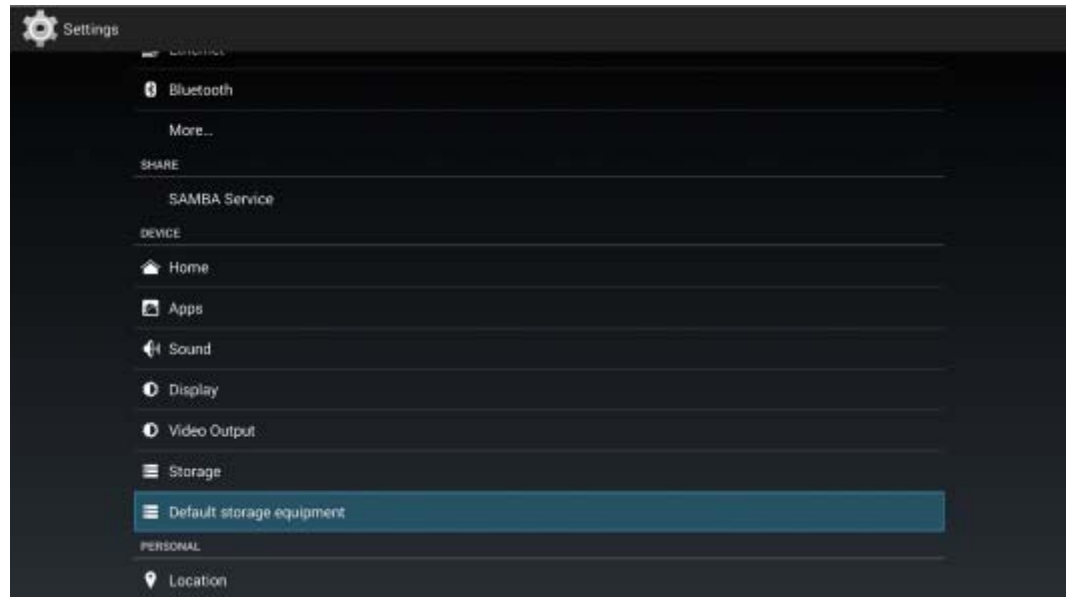 Settings
Ethernet
Bluetooth
More...
SHARE
SAMBA Service
DEVICE
Home
Apps
Sound
Display
Video Output
Storage
Default storage equipment
PERSONAL
Location